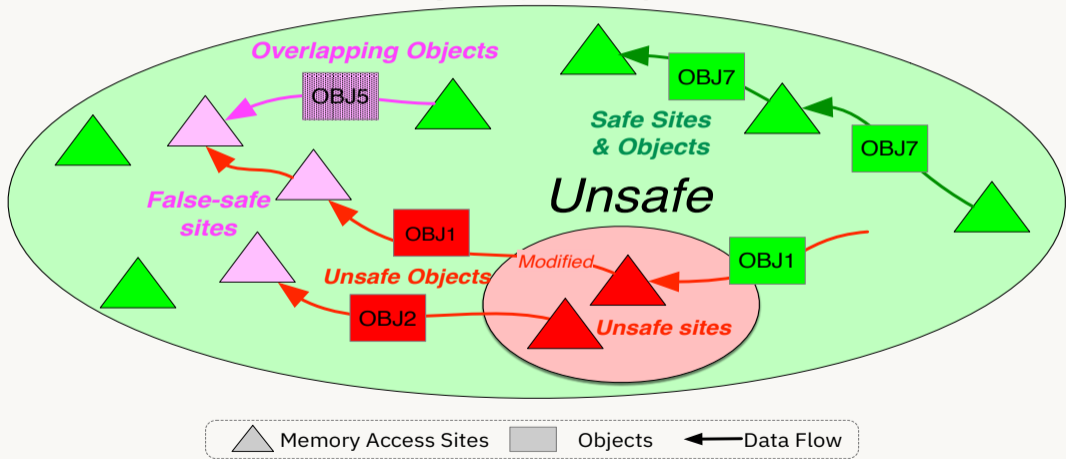 Overlapping Objects
OBJ5
OBJ7
Safe Sites
& Objects
OBJ7
Unsafe
False-safe
sites
OBJ1
Unsafe Objects
Modified
OBJ1
OBJ2
Unsafe sites
Memory Access Sites
Objects
Data Flow